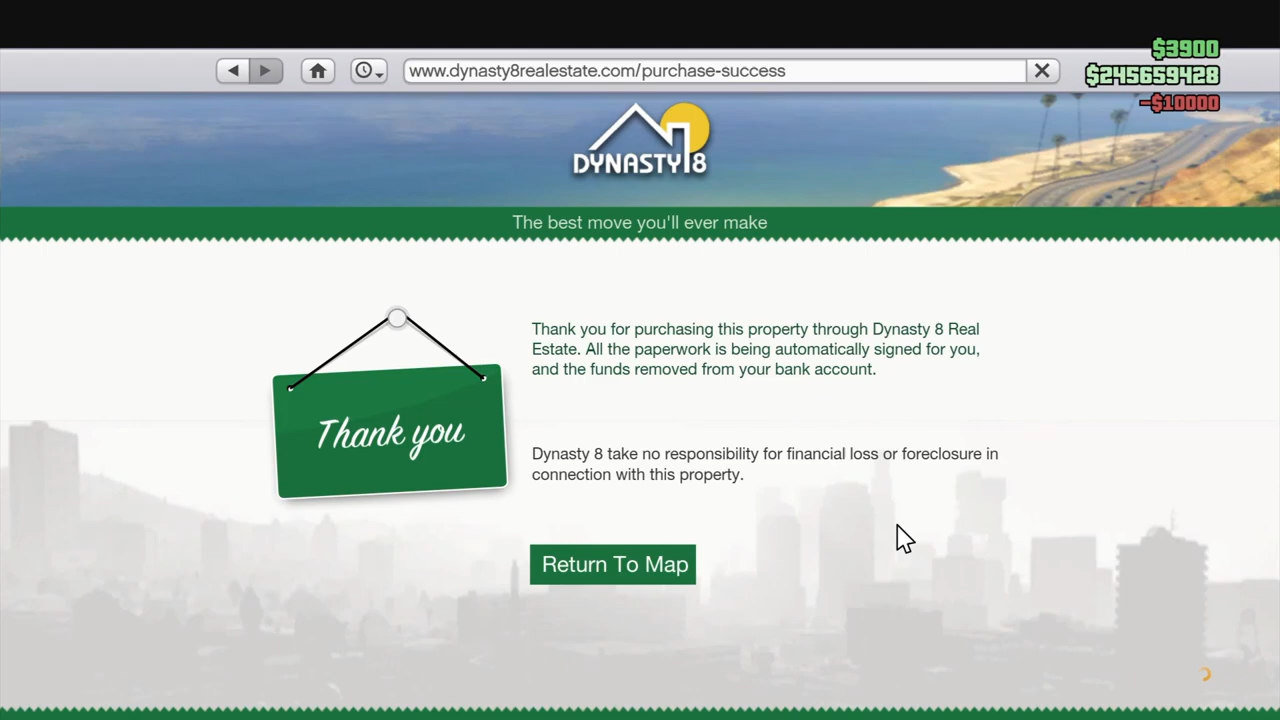 $3900
www.dynasty8realestate.com/purchase-success
$245659428
-$10000
DYNASTY 8
The best move you'll ever make
Thank you for purchasing this property through Dynasty 8 Real
Estate. All the paperwork is being automatically signed for you,
and the funds removed from your bank account.
Thank you
Dynasty 8 take no responsibility for financial loss or foreclosure in
connection with this property.
Return To Map